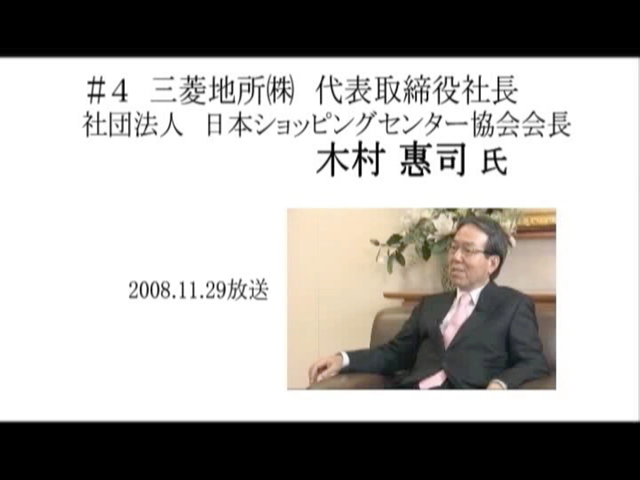 #4 三菱地所㈱ 代表取締役社長
社団法人 日本ショッピングセンター協会会長
木村 惠司 氏
2008.11.29放送